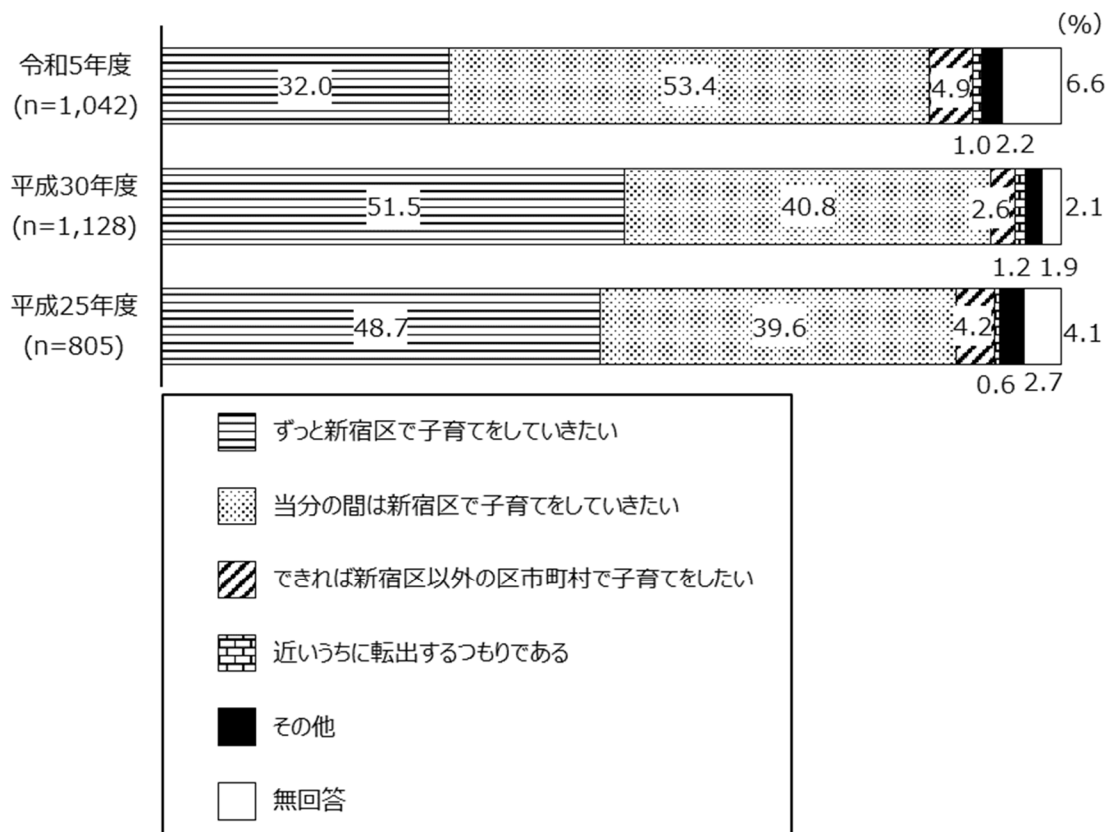 (%)
令和5年度
(n=1,042)
32.0
53.4
4.9
6.6
1.0
2.2
平成30年度
(n=1,128)
51.5
40.8
2.6
2.1
1.2
1.9
平成25年度
(n=805)
48.7
39.6
4.2
4.1
0.6
2.7
ずっと新宿区で子育てをしていきたい
当分の間は新宿区で子育てをしていきたい
できれば新宿区以外の区市町村で子育てをしたい
近いうちに転出するつもりである
その他
無回答